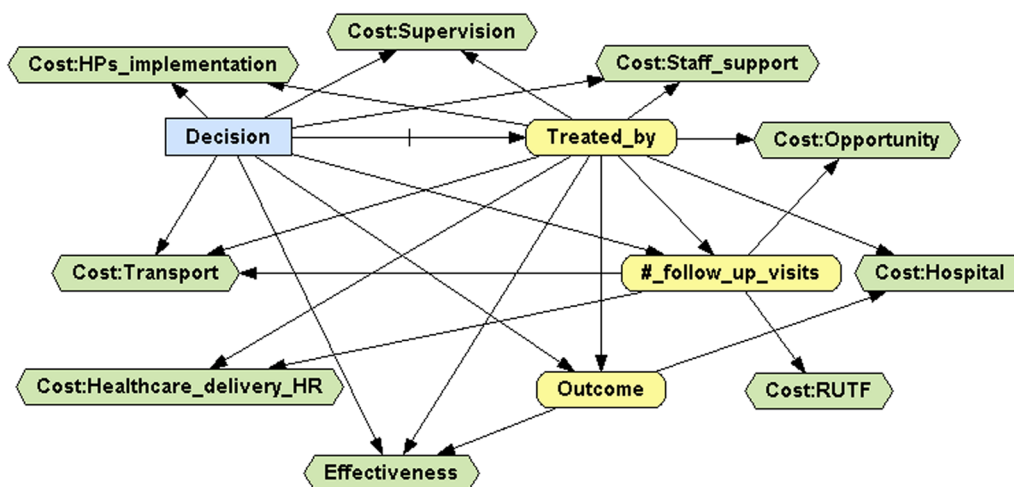 Cost:Supervision
Cost:HPs_implementation
Cost:Staff_support
Decision
Treated_by
Cost:Opportunity
Cost:Transport
#_follow_up_visits
Cost:Hospital
Cost:Healthcare_delivery_HR
Outcome
Cost:RUTF
Effectiveness